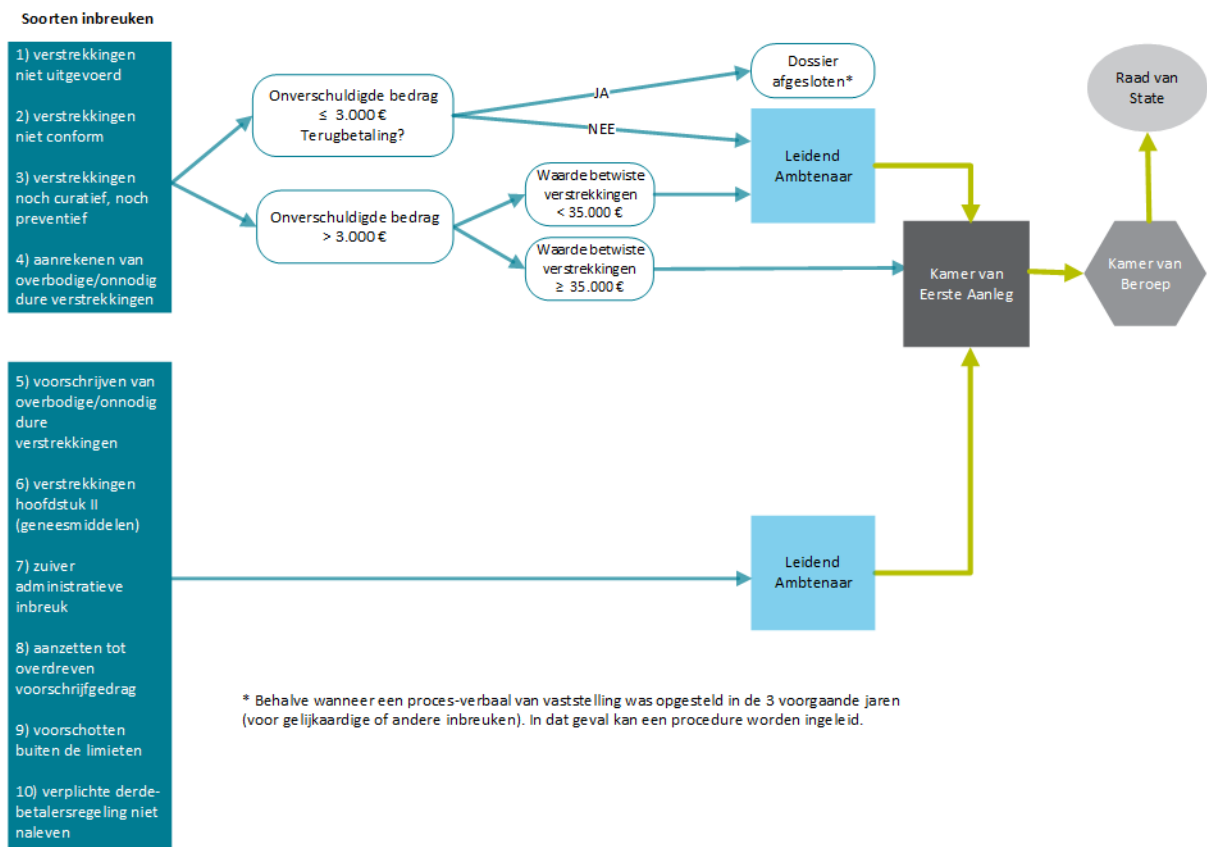 Soorten inbreuken
1) verstrekkingen
niet uitgevoerd
2) verstrekkingen
niet conform
3) verstrekkingen
noch curatief, noch
preventief
4) aanrekenen van
overbodige/onnodig
dure verstrekkingen
Onverschuldigde bedrag
≤ 3.000 €
Terugbetaling?
JA
NEE
Dossier
afgesloten*
Onverschuldigde bedrag
> 3.000 €
Waarde betwiste
verstrekkingen
< 35.000 €
Waarde betwiste
verstrekkingen
≥ 35.000 €
Leidend
Ambtenaar
Kamer van
Eerste Aanleg
Kamer van
Beroep
Raad van
State
5) voorschrijven van
overbodige/onnodig
dure
verstrekkingen
6) verstrekkingen
hoofdstuk II
(geneesmiddelen)
7) zuiver
administratieve
inbreuk
8) aanzetten tot
overdreven
voorschrijfgedrag
9) voorschotten
buiten de limieten
10) verplichte derde-
betalersregeling niet
naleven
Leidend
Ambtenaar
* Behalve wanneer een proces-verbaal van vaststelling was opgesteld in de 3 voorgaande jaren
(voor gelijkaardige of andere inbreuken). In dat geval kan een procedure worden ingeleid.